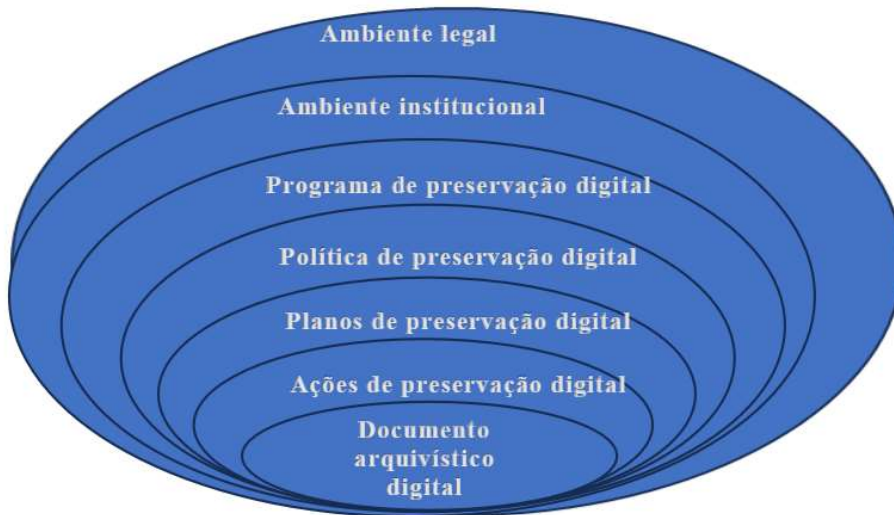 Ambiente legal
Ambiente institucional
Programa de preservação digital
Política de preservação digital
Planos de preservação digital
Ações de preservação digital
Documento
arquivístico
digital